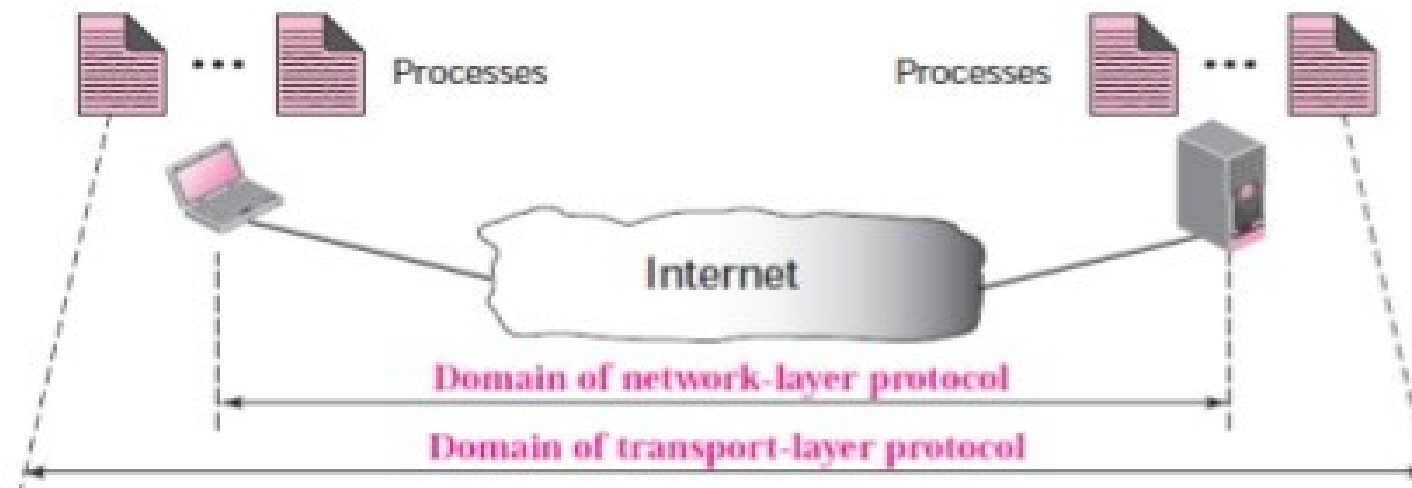 Processes
Processes
Internet
Domain of network-layer protocol
Domain of transport-layer protocol